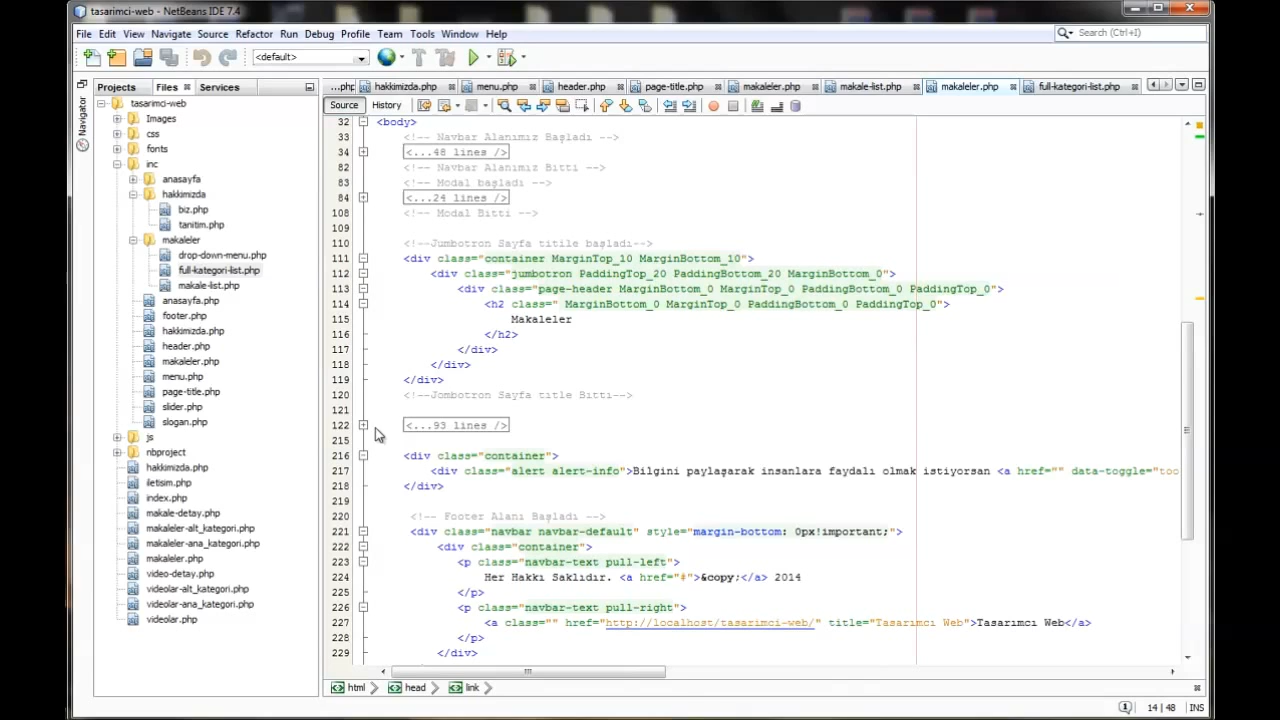 tasarimci-web - NetBeans IDE 7.4
File Edit View Navigate Source Refactor Run Debug Profile Team Tools Window Help
Search (Ctrl+I)
<default>
Projects Files Services
Navigator
tasarimci-web
Images
css
fonts
inc
anasayfa
hakkimizda
biz.php
tanitim.php
makaleler
drop-down-menu.php
full-kategori-list.php
makale-list.php
anasayfa.php
footer.php
hakkimizda.php
header.php
makaleler.php
menu.php
page-title.php
slider.php
slogan.php
js
nbproject
hakkimizda.php
iletisim.php
index.php
makale-detay.php
makaleler-alt_kategori.php
makaleler-ana_kategori.php
makaleler.php
video-detay.php
videolar-alt_kategori.php
videolar-ana_kategori.php
videolar.php
...php hakkimizda.php menu.php header.php page-title.php makaleler.php makale-list.php makaleler.php full-kategori-list.php
Source History
32 <body>
33 <!-- Navbar Alanımız Başladı -->
34 <...48 lines />
82 <!-- Navbar Alanımız Bitti -->
83 <!-- Modal başladı -->
84 <...24 lines />
108 <!-- Modal Bitti -->
109
110 <!--Jumbotron Sayfa titile başladı-->
111 <div class="container MarginTop_10 MarginBottom_10">
112 <div class="jumbotron PaddingTop_20 PaddingBottom_20 MarginBottom_0">
113 <div class="page-header MarginBottom_0 MarginTop_0 PaddingBottom_0 PaddingTop_0">
114 <h2 class=" MarginBottom_0 MarginTop_0 PaddingBottom_0 PaddingTop_0">
115 Makaleler
116 </h2>
117 </div>
118 </div>
119 </div>
120 <!--Jombotron Sayfa title Bitti-->
121
122 <...93 lines />
215
216 <div class="container">
217 <div class="alert alert-info">Bilgini paylaşarak insanlara faydalı olmak istiyorsan <a href="" data-toggle="too
218 </div>
219
220 <!-- Footer Alanı Başladı -->
221 <div class="navbar navbar-default" style="margin-bottom: 0px!important;">
222 <div class="container">
223 <p class="navbar-text pull-left">
224 Her Hakkı Saklıdır. <a href="#">&copy;</a> 2014
225 </p>
226 <p class="navbar-text pull-right">
227 <a class="" href="http://localhost/tasarimci-web/" title="Tasarımcı Web">Tasarımcı Web</a>
228 </p>
229 </div>
html head link
1 14 | 48 INS